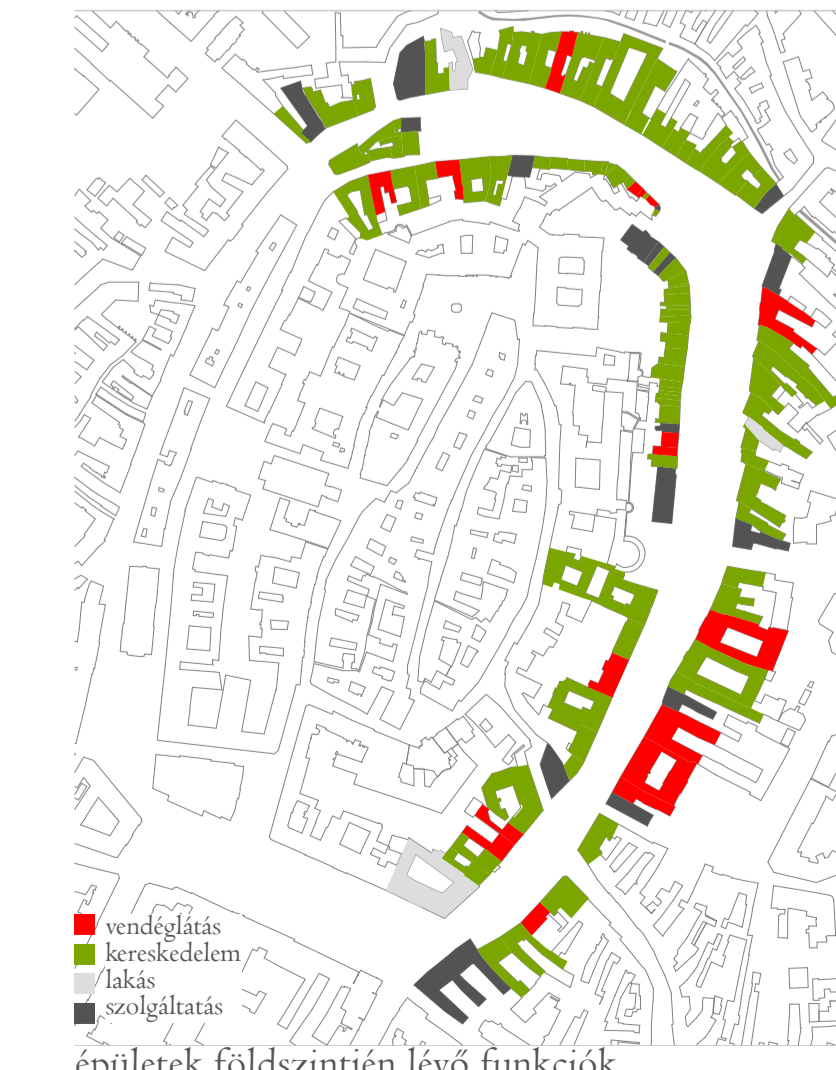 vendéglátás
kereskedelem
lakás
szolgáltatás
épületek földszintjén lévő funkciók